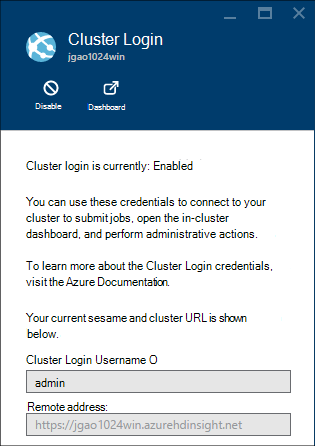 Cluster Login
jgao1024win
Disable
Dashboard
Cluster login is currently: Enabled
You can use these credentials to connect to your
cluster to submit jobs, open the in-cluster
dashboard, and perform administrative actions.
To learn more about the Cluster Login credentials,
visit the Azure Documentation.
Your current sesame and cluster URL is shown
below.
Cluster Login Username O
admin
Remote address:
https://jgao1024win.azurehdinsight.net